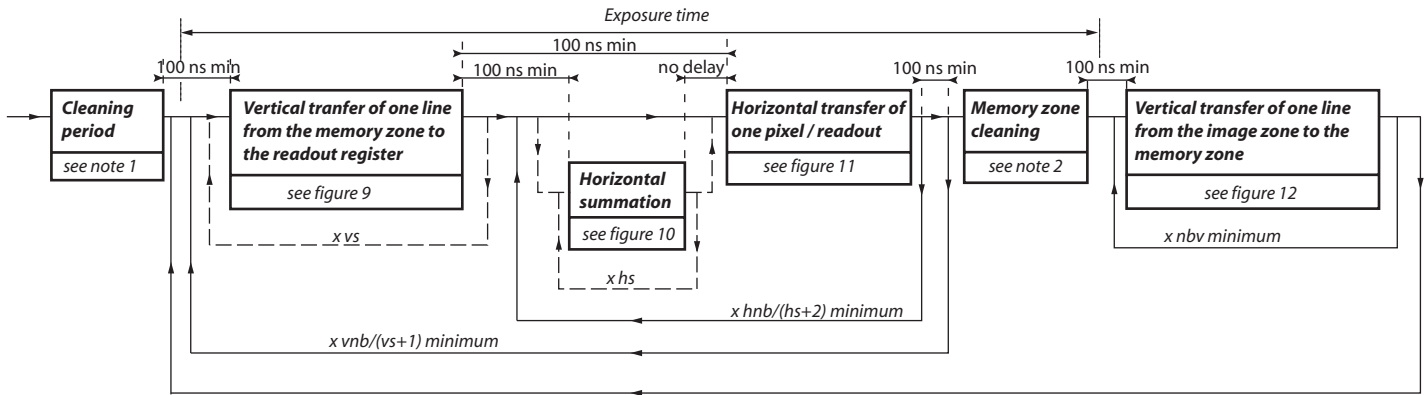 Exposure time
100 ns min
100 ns min
100 ns min
no delay
100 ns min
100 ns min
Cleaning
period
see note 1
Vertical tranfer of one line
from the memory zone to
the readout register
see figure 9
Horizontal
summation
see figure 10
Horizontal transfer of
one pixel / readout
see figure 11
Memory zone
cleaning
see note 2
Vertical transfer of one line
from the image zone to the
memory zone
see figure 12
x vs
x hs
x nbv minimum
x hnb/(hs+2) minimum
x vnb/(vs+1) minimum